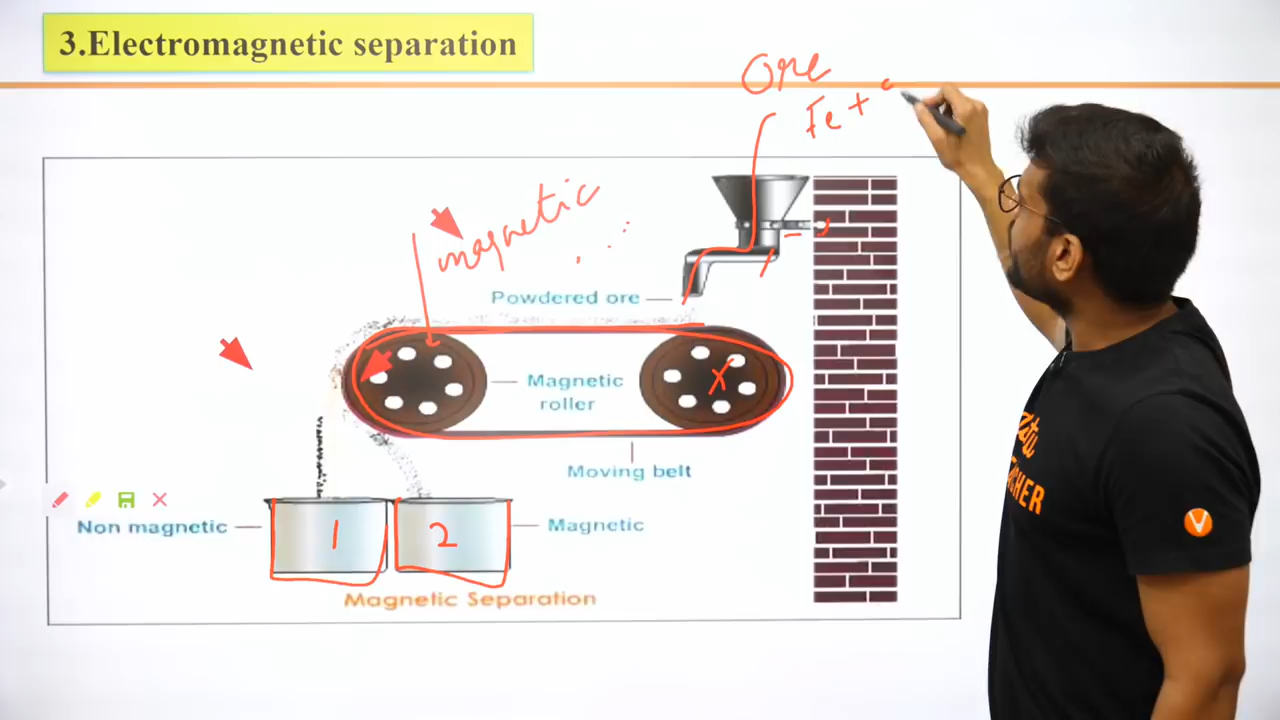 3.Electromagnetic separation
Ore
Fe +
magnetic
Powdered ore
Magnetic
roller
Moving belt
Non magnetic
1
2
Magnetic
Magnetic Separation